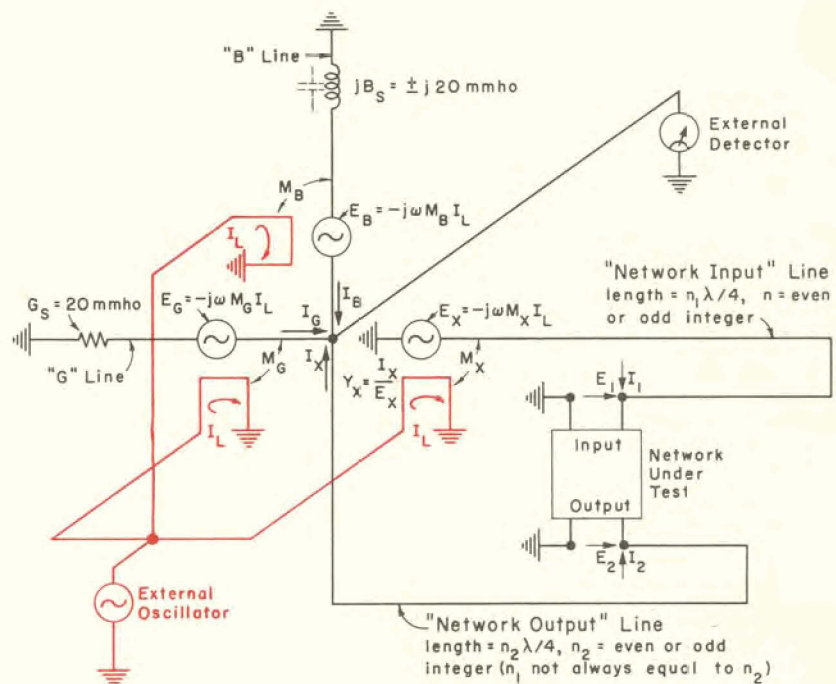 "B" Line
jB_S = ± j 20 mmho
External
Detector
M_B
E_B = −jωM_B I_L
I_L
"Network Input" Line
length = n_1 λ/4, n = even
or odd integer
G_S = 20 mmho
E_G = −jωM_G I_L
I_G
I_B
E_X = −jωM_X I_L
"G" Line
M_G
I_X
Y_X = I_X/E_X
M_X
I_L
I_L
E_1
I_1
Input
Network
Under
Test
Output
E_2
I_2
External
Oscillator
"Network Output" Line
length = n_2 λ/4, n_2 = even or odd
integer (n_1 not always equal to n_2)